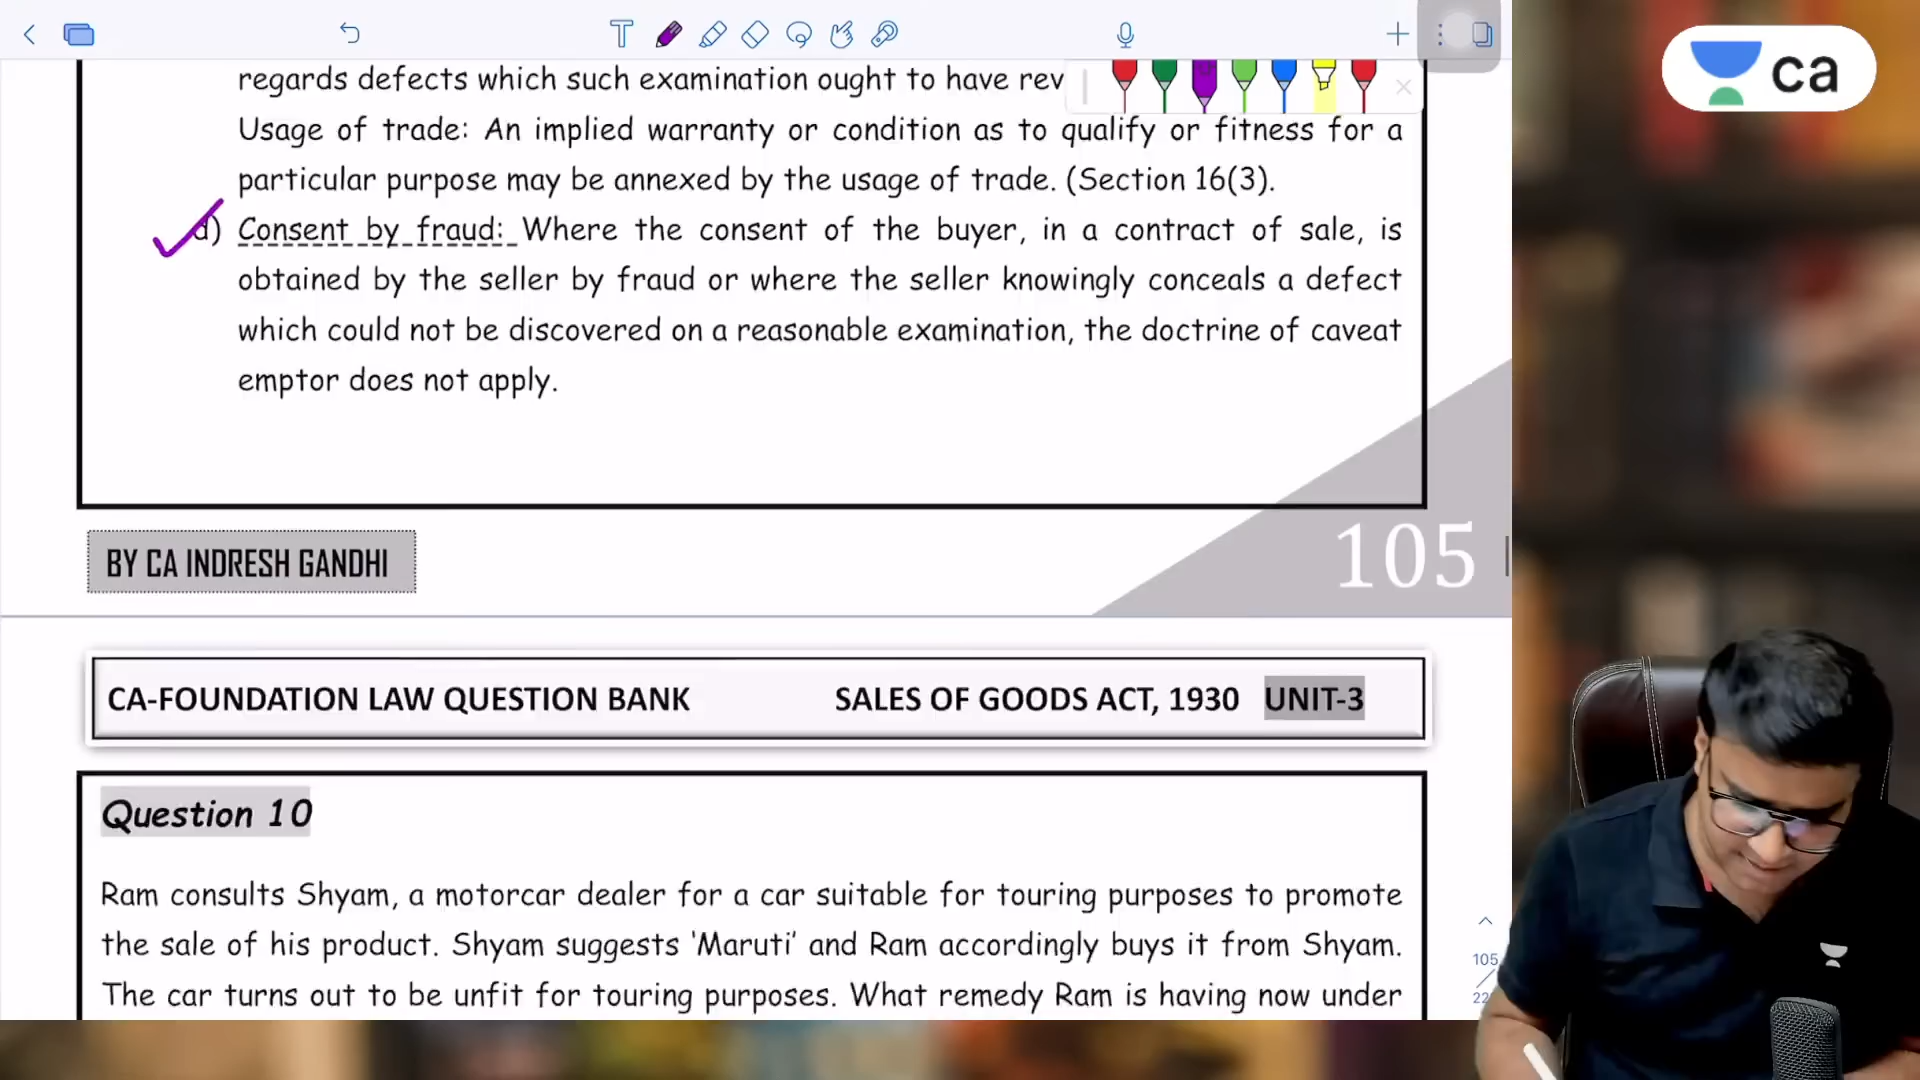 ca
regards defects which such examination ought to have rev
Usage of trade: An implied warranty or condition as to qualify or fitness for a
particular purpose may be annexed by the usage of trade. (Section 16(3).
d) Consent by fraud: Where the consent of the buyer, in a contract of sale, is
obtained by the seller by fraud or where the seller knowingly conceals a defect
which could not be discovered on a reasonable examination, the doctrine of caveat
emptor does not apply.
BY CA INDRESH GANDHI
105
CA-FOUNDATION LAW QUESTION BANK SALES OF GOODS ACT, 1930 UNIT-3
Question 10
Ram consults Shyam, a motorcar dealer for a car suitable for touring purposes to promote
the sale of his product. Shyam suggests 'Maruti' and Ram accordingly buys it from Shyam.
The car turns out to be unfit for touring purposes. What remedy Ram is having now under
105